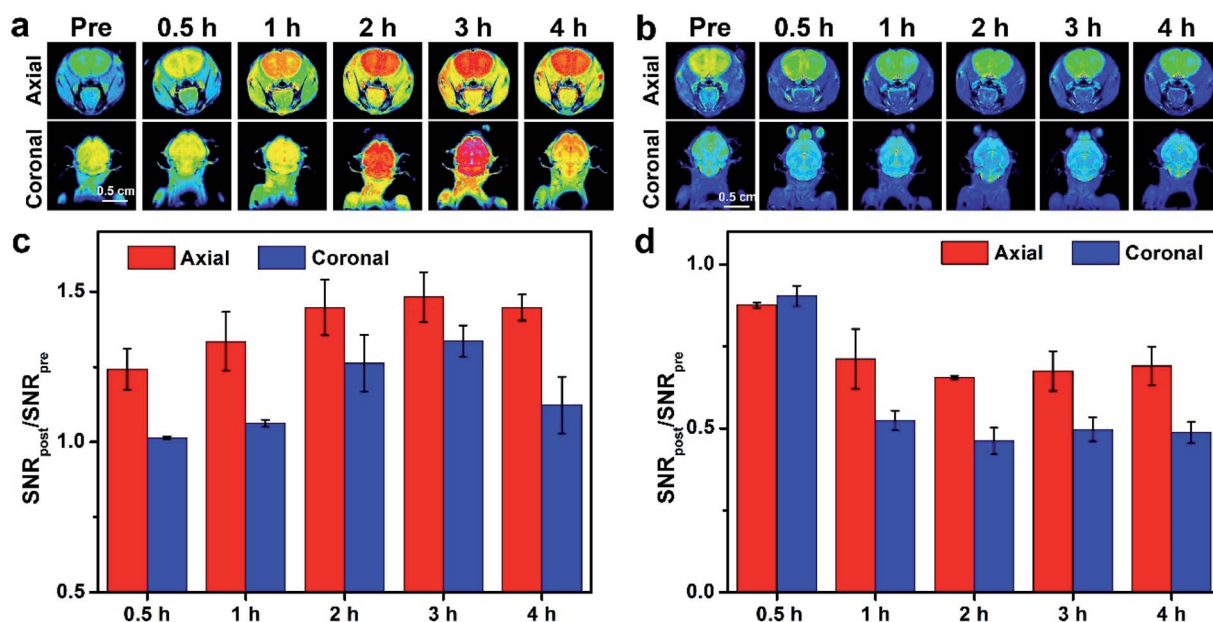 a Pre 0.5 h 1 h 2 h 3 h 4 h
Axial
Coronal
0.5 cm
b Pre 0.5 h 1 h 2 h 3 h 4 h
Axial
Coronal
0.5 cm
c
Axial Coronal
SNRpost/SNRpre
1.5
1.0
0.5
0.5 h 1 h 2 h 3 h 4 h
d
Axial Coronal
SNRpost/SNRpre
1.0
0.5
0.0
0.5 h 1 h 2 h 3 h 4 h